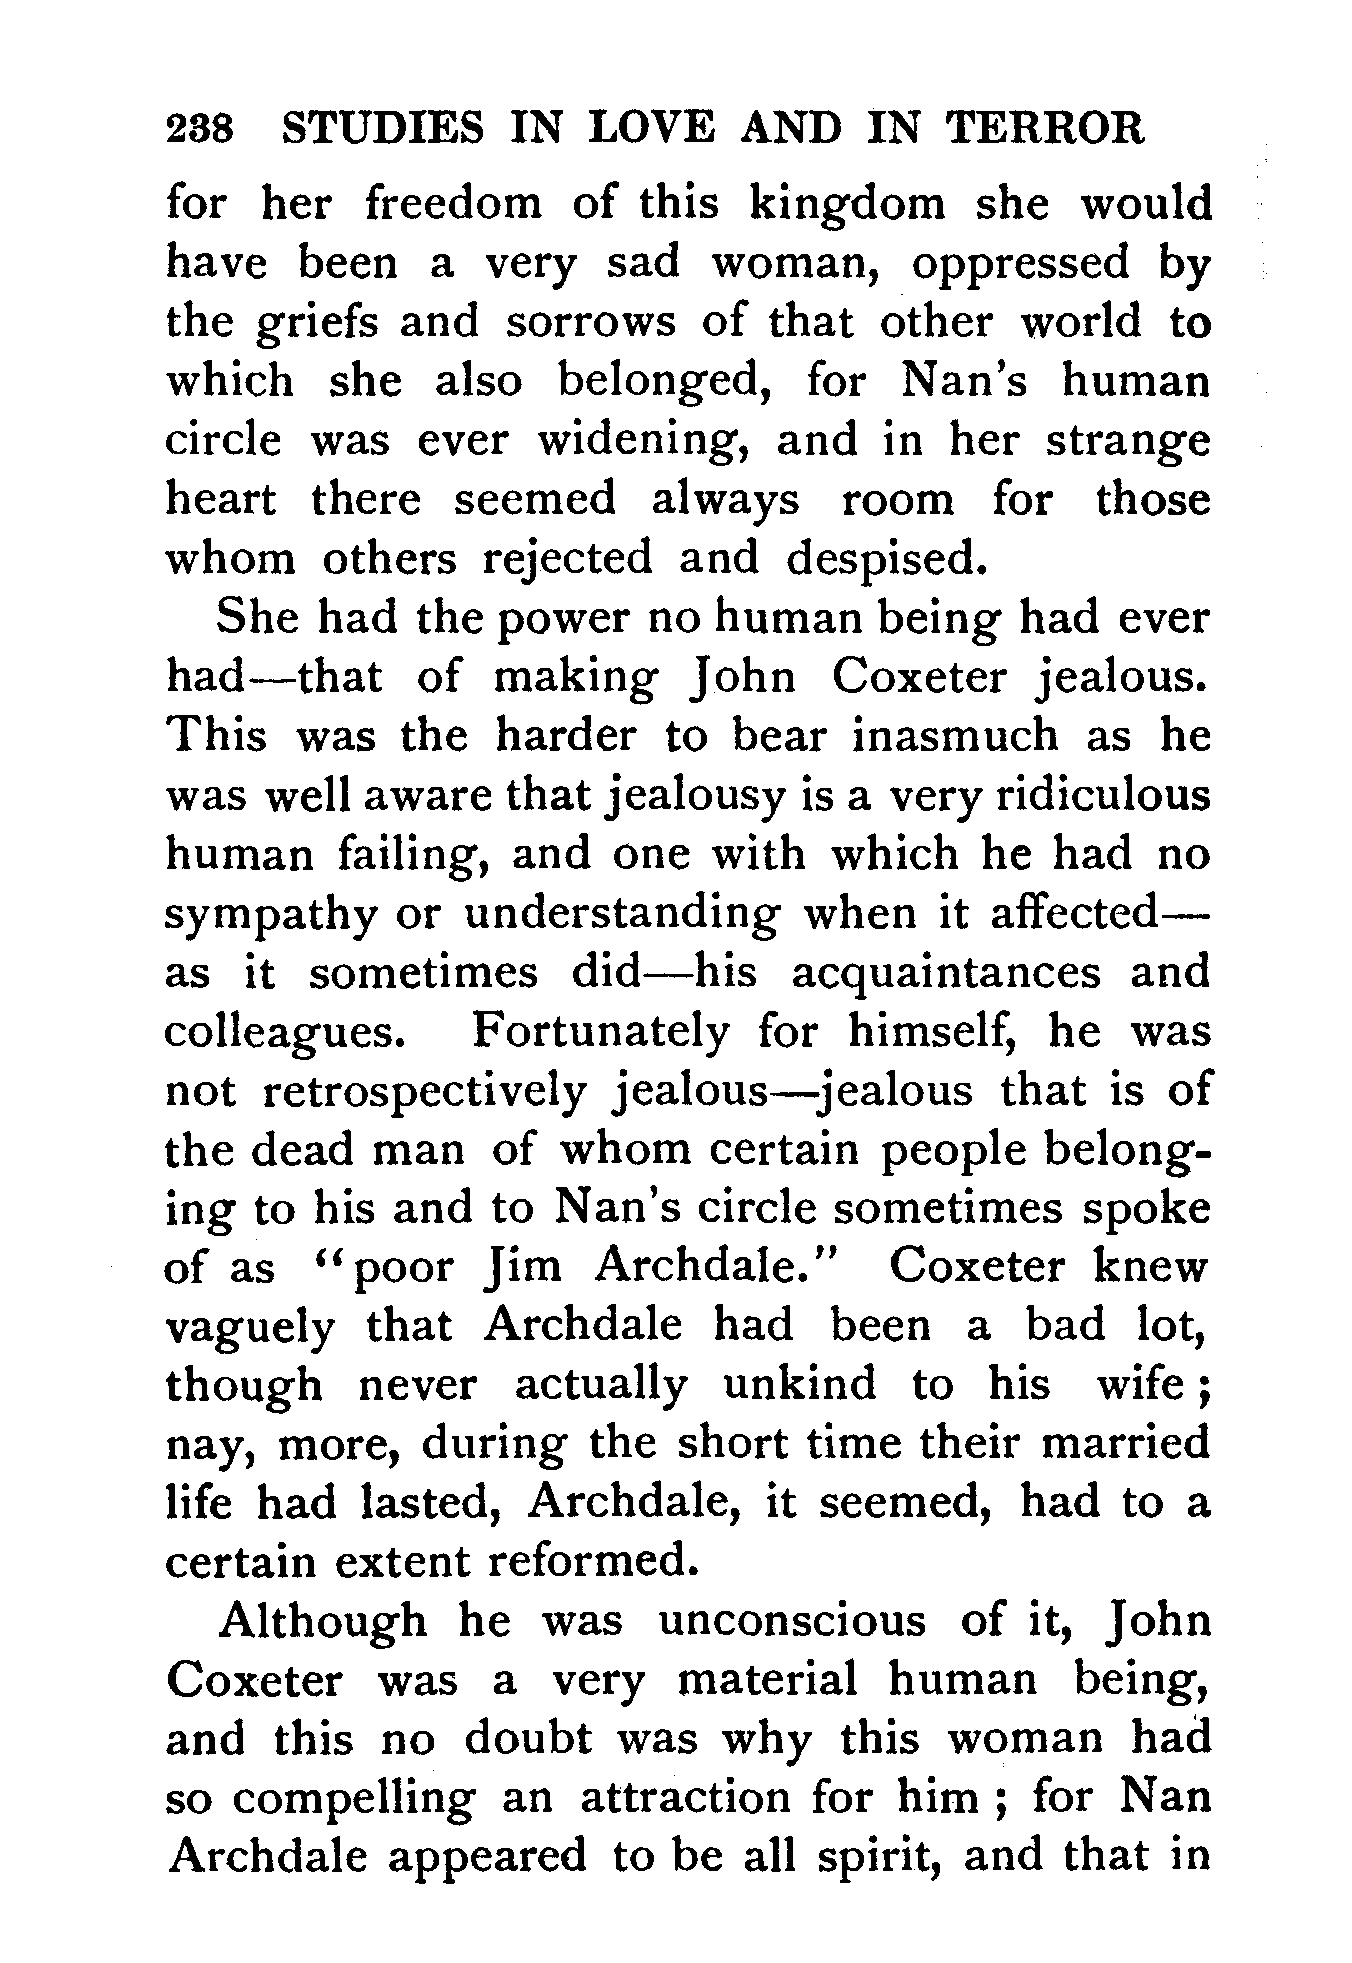 238 STUDIES IN LOVE AND IN TERROR
for her freedom of this kingdom she would
have been a very sad woman, oppressed by
the griefs and sorrows of that other world to
which she also belonged, for Nan's human
circle was ever widening, and in her strange
heart there seemed always room for those
whom others rejected and despised.
She had the power no human being had ever
had—that of making John Coxeter jealous.
This was the harder to bear inasmuch as he
was well aware that jealousy is a very ridiculous
human failing, and one with which he had no
sympathy or understanding when it affected—
as it sometimes did—his acquaintances and
colleagues. Fortunately for himself, he was
not retrospectively jealous—jealous that is of
the dead man of whom certain people belong-
ing to his and to Nan's circle sometimes spoke
of as “poor Jim Archdale.” Coxeter knew
vaguely that Archdale had been a bad lot,
though never actually unkind to his wife ;
nay, more, during the short time their married
life had lasted, Archdale, it seemed, had to a
certain extent reformed.
Although he was unconscious of it, John
Coxeter was a very material human being,
and this no doubt was why this woman had
so compelling an attraction for him ; for Nan
Archdale appeared to be all spirit, and that in